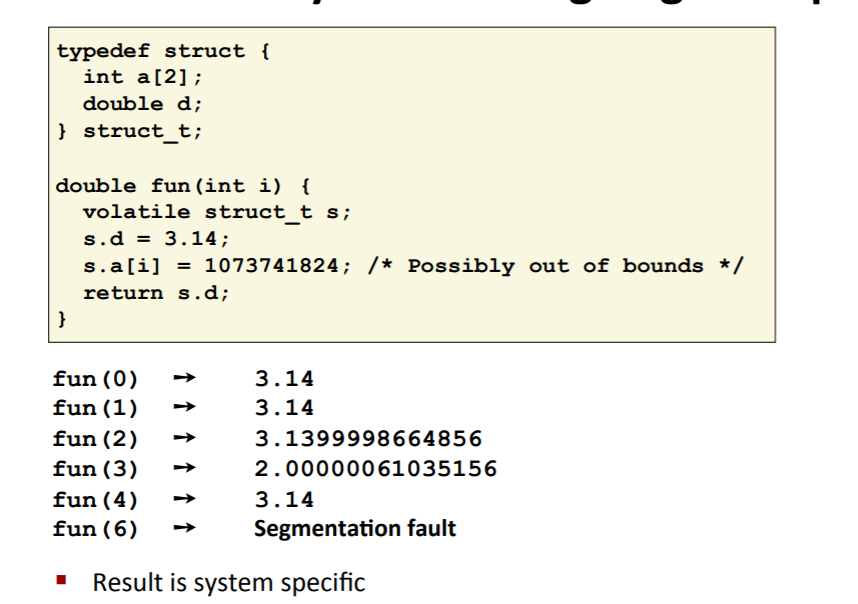 typedef struct {
  int a[2];
  double d;
} struct_t;
double fun(int i) {
  volatile struct_t s;
  s.d = 3.14;
  s.a[i] = 1073741824; /* Possibly out of bounds */
  return s.d;
}
fun(0) → 3.14
fun(1) → 3.14
fun(2) → 3.1399998664856
fun(3) → 2.00000061035156
fun(4) → 3.14
fun(6) → Segmentation fault
▪ Result is system specific